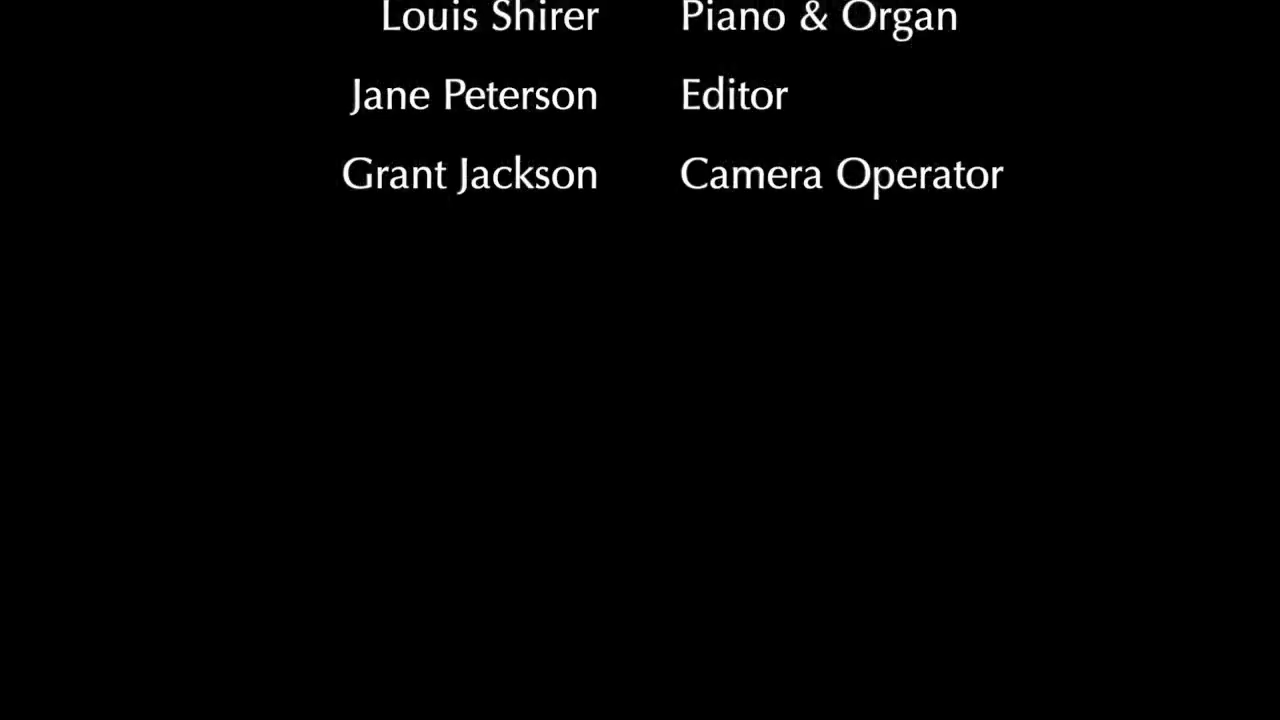 Louis Shirer Piano & Organ
Jane Peterson Editor
Grant Jackson Camera Operator